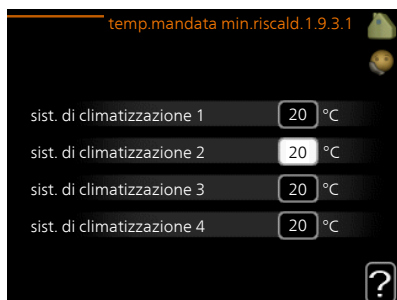 temp.mandata min.riscald.1.9.3.1
sist. di climatizzazione 1 20 °C
sist. di climatizzazione 2 20 °C
sist. di climatizzazione 3 20 °C
sist. di climatizzazione 4 20 °C
?